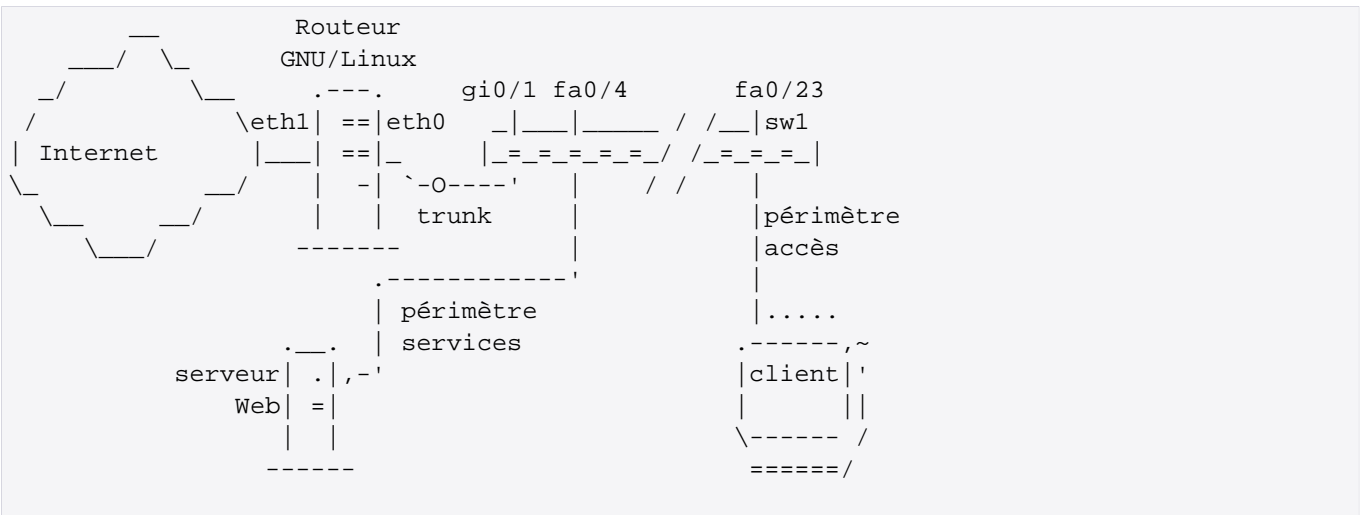 Routeur
GNU/Linux
gi0/1 fa0/4 fa0/23
eth1 eth0 sw1
Internet
trunk périmètre
accès
périmètre
services
serveur client
Web